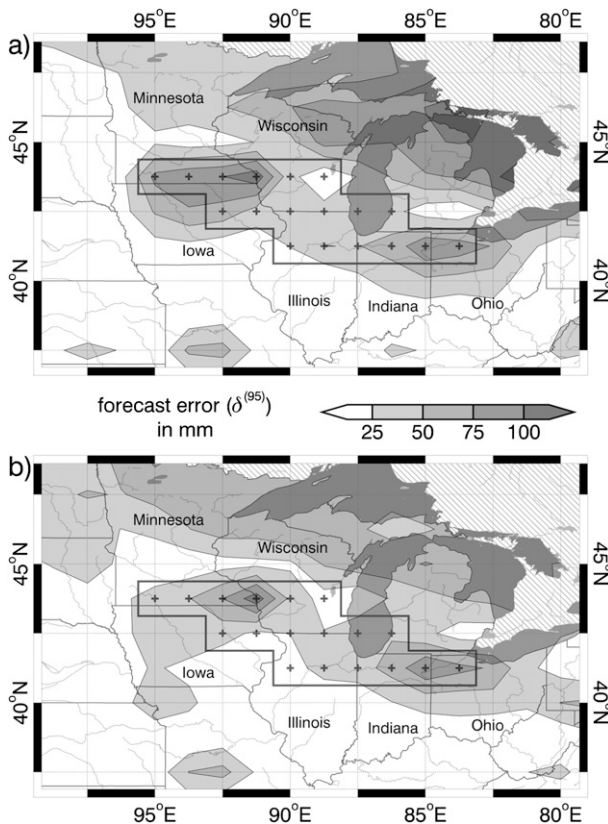 95°E 90°E 85°E 80°E
a)
Minnesota
Wisconsin
45°N 45°N
Iowa
40°N 40°N
Illinois
Indiana
Ohio
forecast error (δ(95))
in mm
25 50 75 100
b)
Minnesota
Wisconsin
45°N 45°N
Iowa
40°N 40°N
Illinois
Indiana
Ohio
95°E 90°E 85°E 80°E